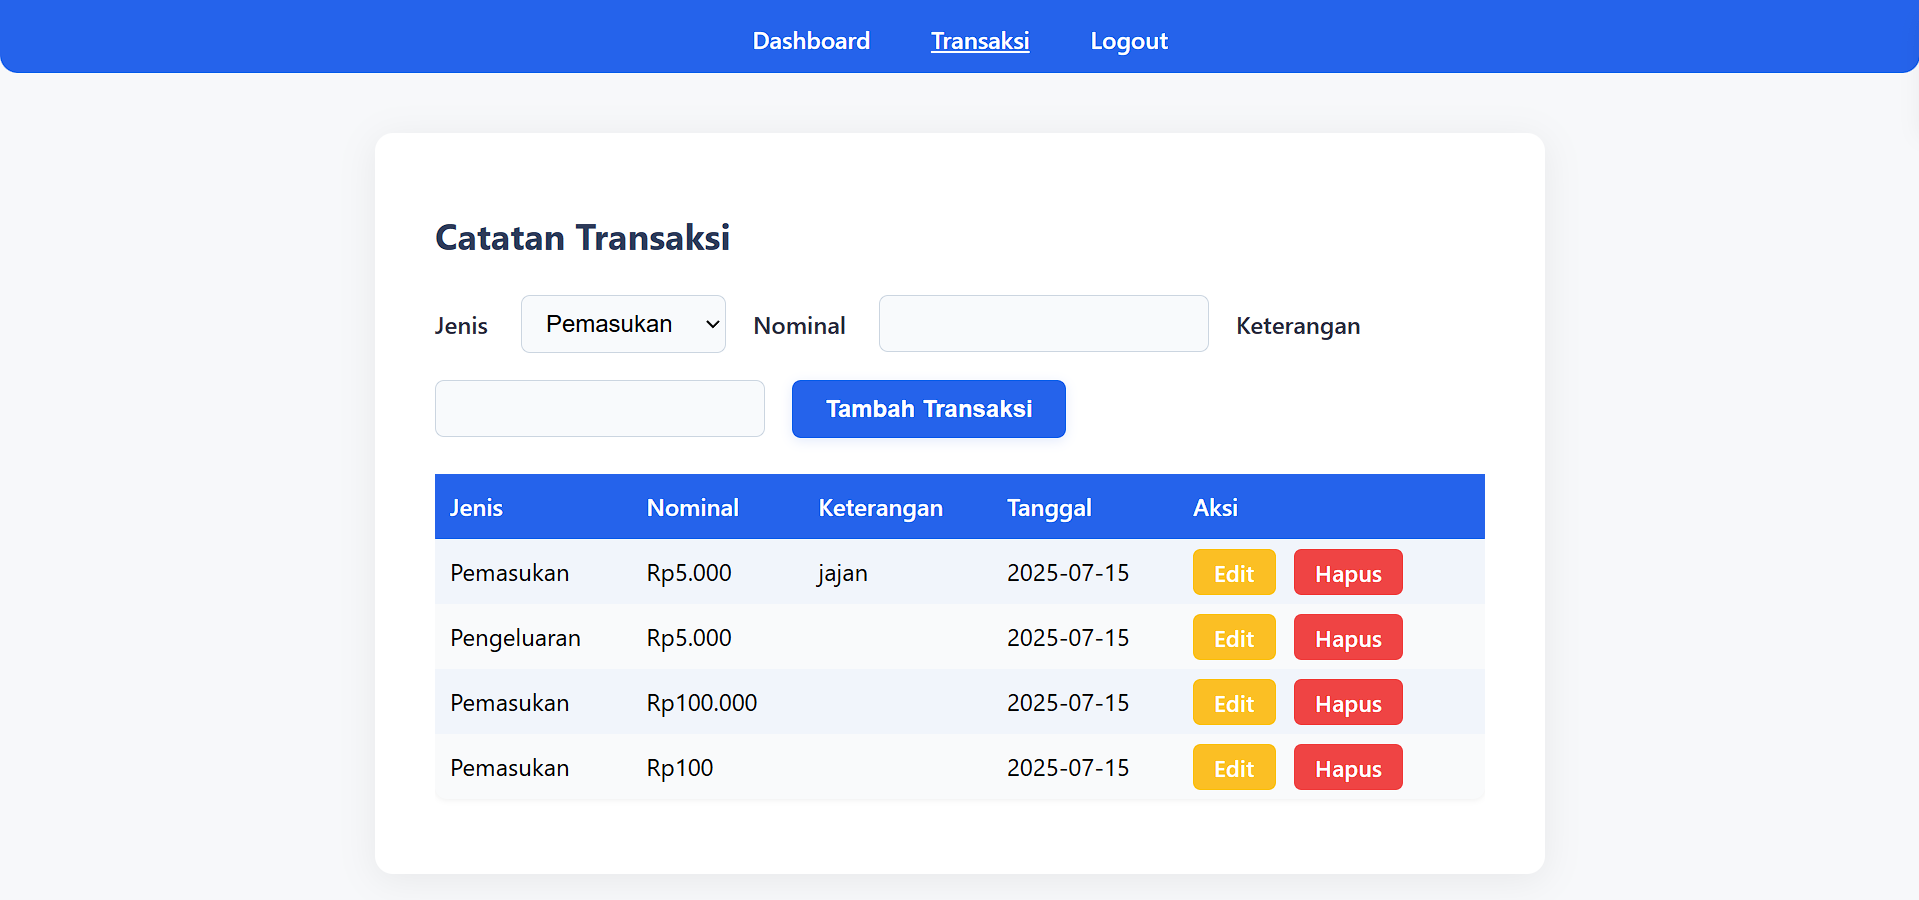 Dashboard Transaksi Logout
Catatan Transaksi
Jenis Pemasukan Nominal Keterangan
Tambah Transaksi
Jenis Nominal Keterangan Tanggal Aksi
Pemasukan Rp5.000 jajan 2025-07-15 Edit Hapus
Pengeluaran Rp5.000 2025-07-15 Edit Hapus
Pemasukan Rp100.000 2025-07-15 Edit Hapus
Pemasukan Rp100 2025-07-15 Edit Hapus